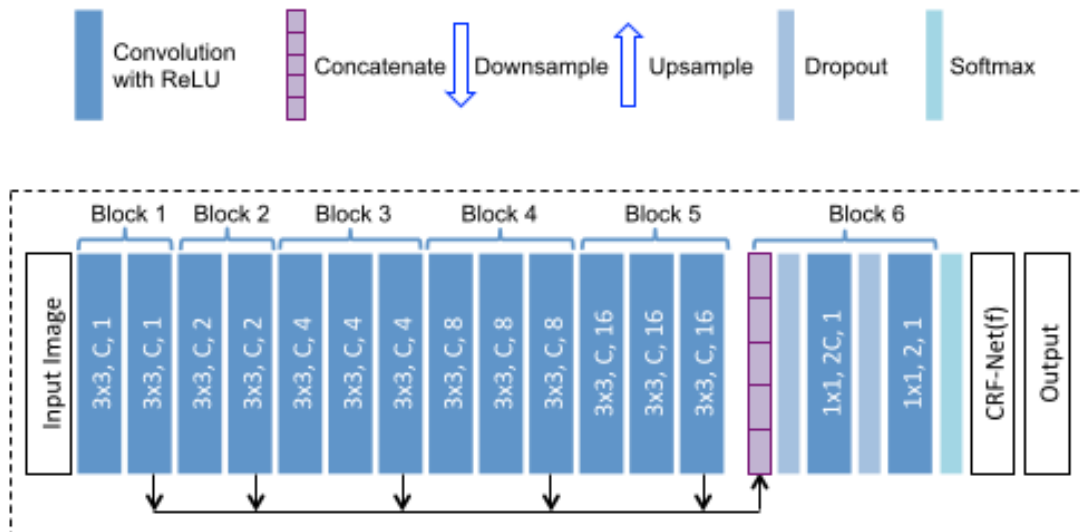 Convolution
with ReLU
Concatenate
Downsample
Upsample
Dropout
Softmax
Block 1
Block 2
Block 3
Block 4
Block 5
Block 6
Input Image
3x3, C, 1
3x3, C, 1
3x3, C, 2
3x3, C, 2
3x3, C, 4
3x3, C, 4
3x3, C, 4
3x3, C, 8
3x3, C, 8
3x3, C, 8
3x3, C, 16
3x3, C, 16
3x3, C, 16
1x1, 2C, 1
1x1, 2, 1
CRF-Net(f)
Output